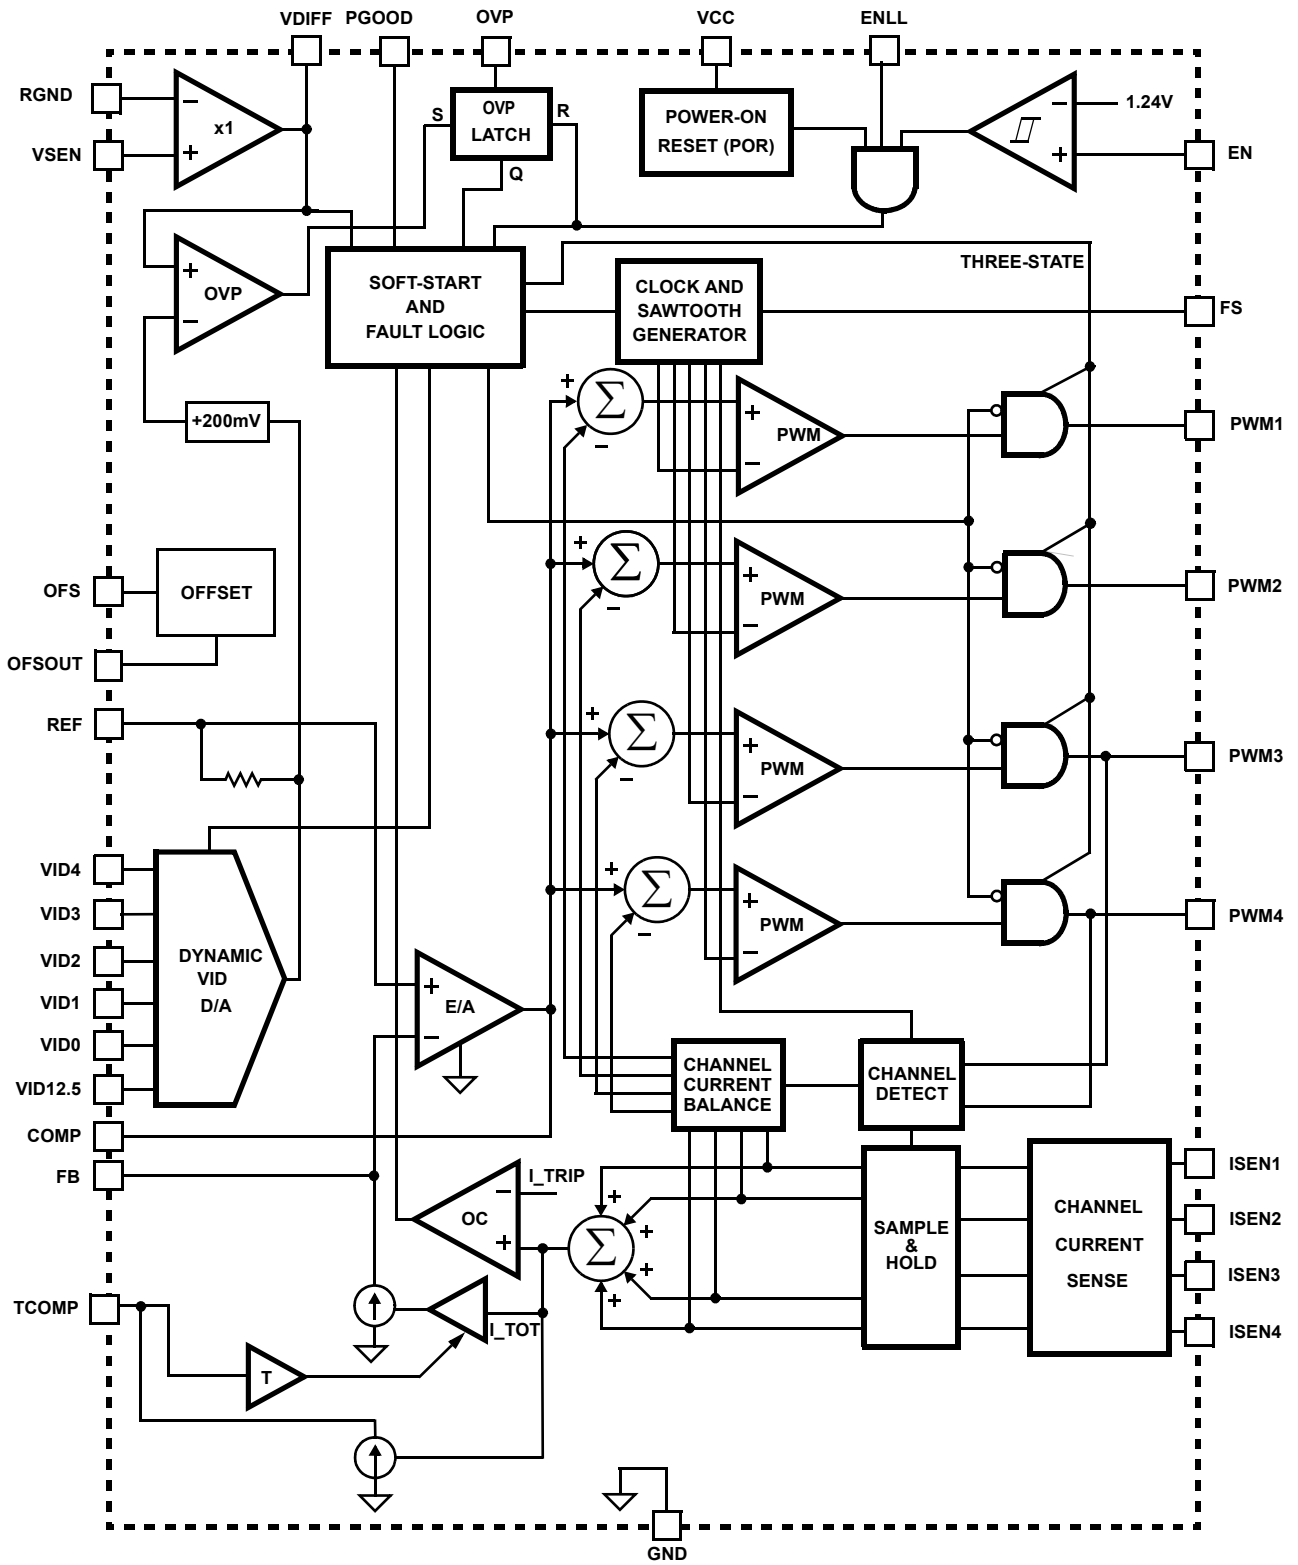 VDIFF PGOOD OVP VCC ENLL
RGND
VSEN
− x1 +
S OVP LATCH R
Q
POWER-ON
RESET (POR)
− 1.24V
+
EN
+ OVP −
SOFT-START
AND
FAULT LOGIC
CLOCK AND
SAWTOOTH
GENERATOR
THREE-STATE
FS
+200mV
+ Σ −
+ PWM −
PWM1
OFS
OFFSET
OFSOUT
+ Σ −
+ PWM −
PWM2
REF
+ Σ −
+ PWM −
PWM3
VID4
VID3
VID2
VID1
VID0
VID12.5
DYNAMIC
VID
D/A
+ Σ −
+ PWM −
PWM4
+ E/A −
CHANNEL
CURRENT
BALANCE
CHANNEL
DETECT
COMP
FB
I_TRIP
− OC +
+
+
Σ
+
+
SAMPLE
&
HOLD
CHANNEL
CURRENT
SENSE
ISEN1
ISEN2
ISEN3
ISEN4
TCOMP
I_TOT
T
GND